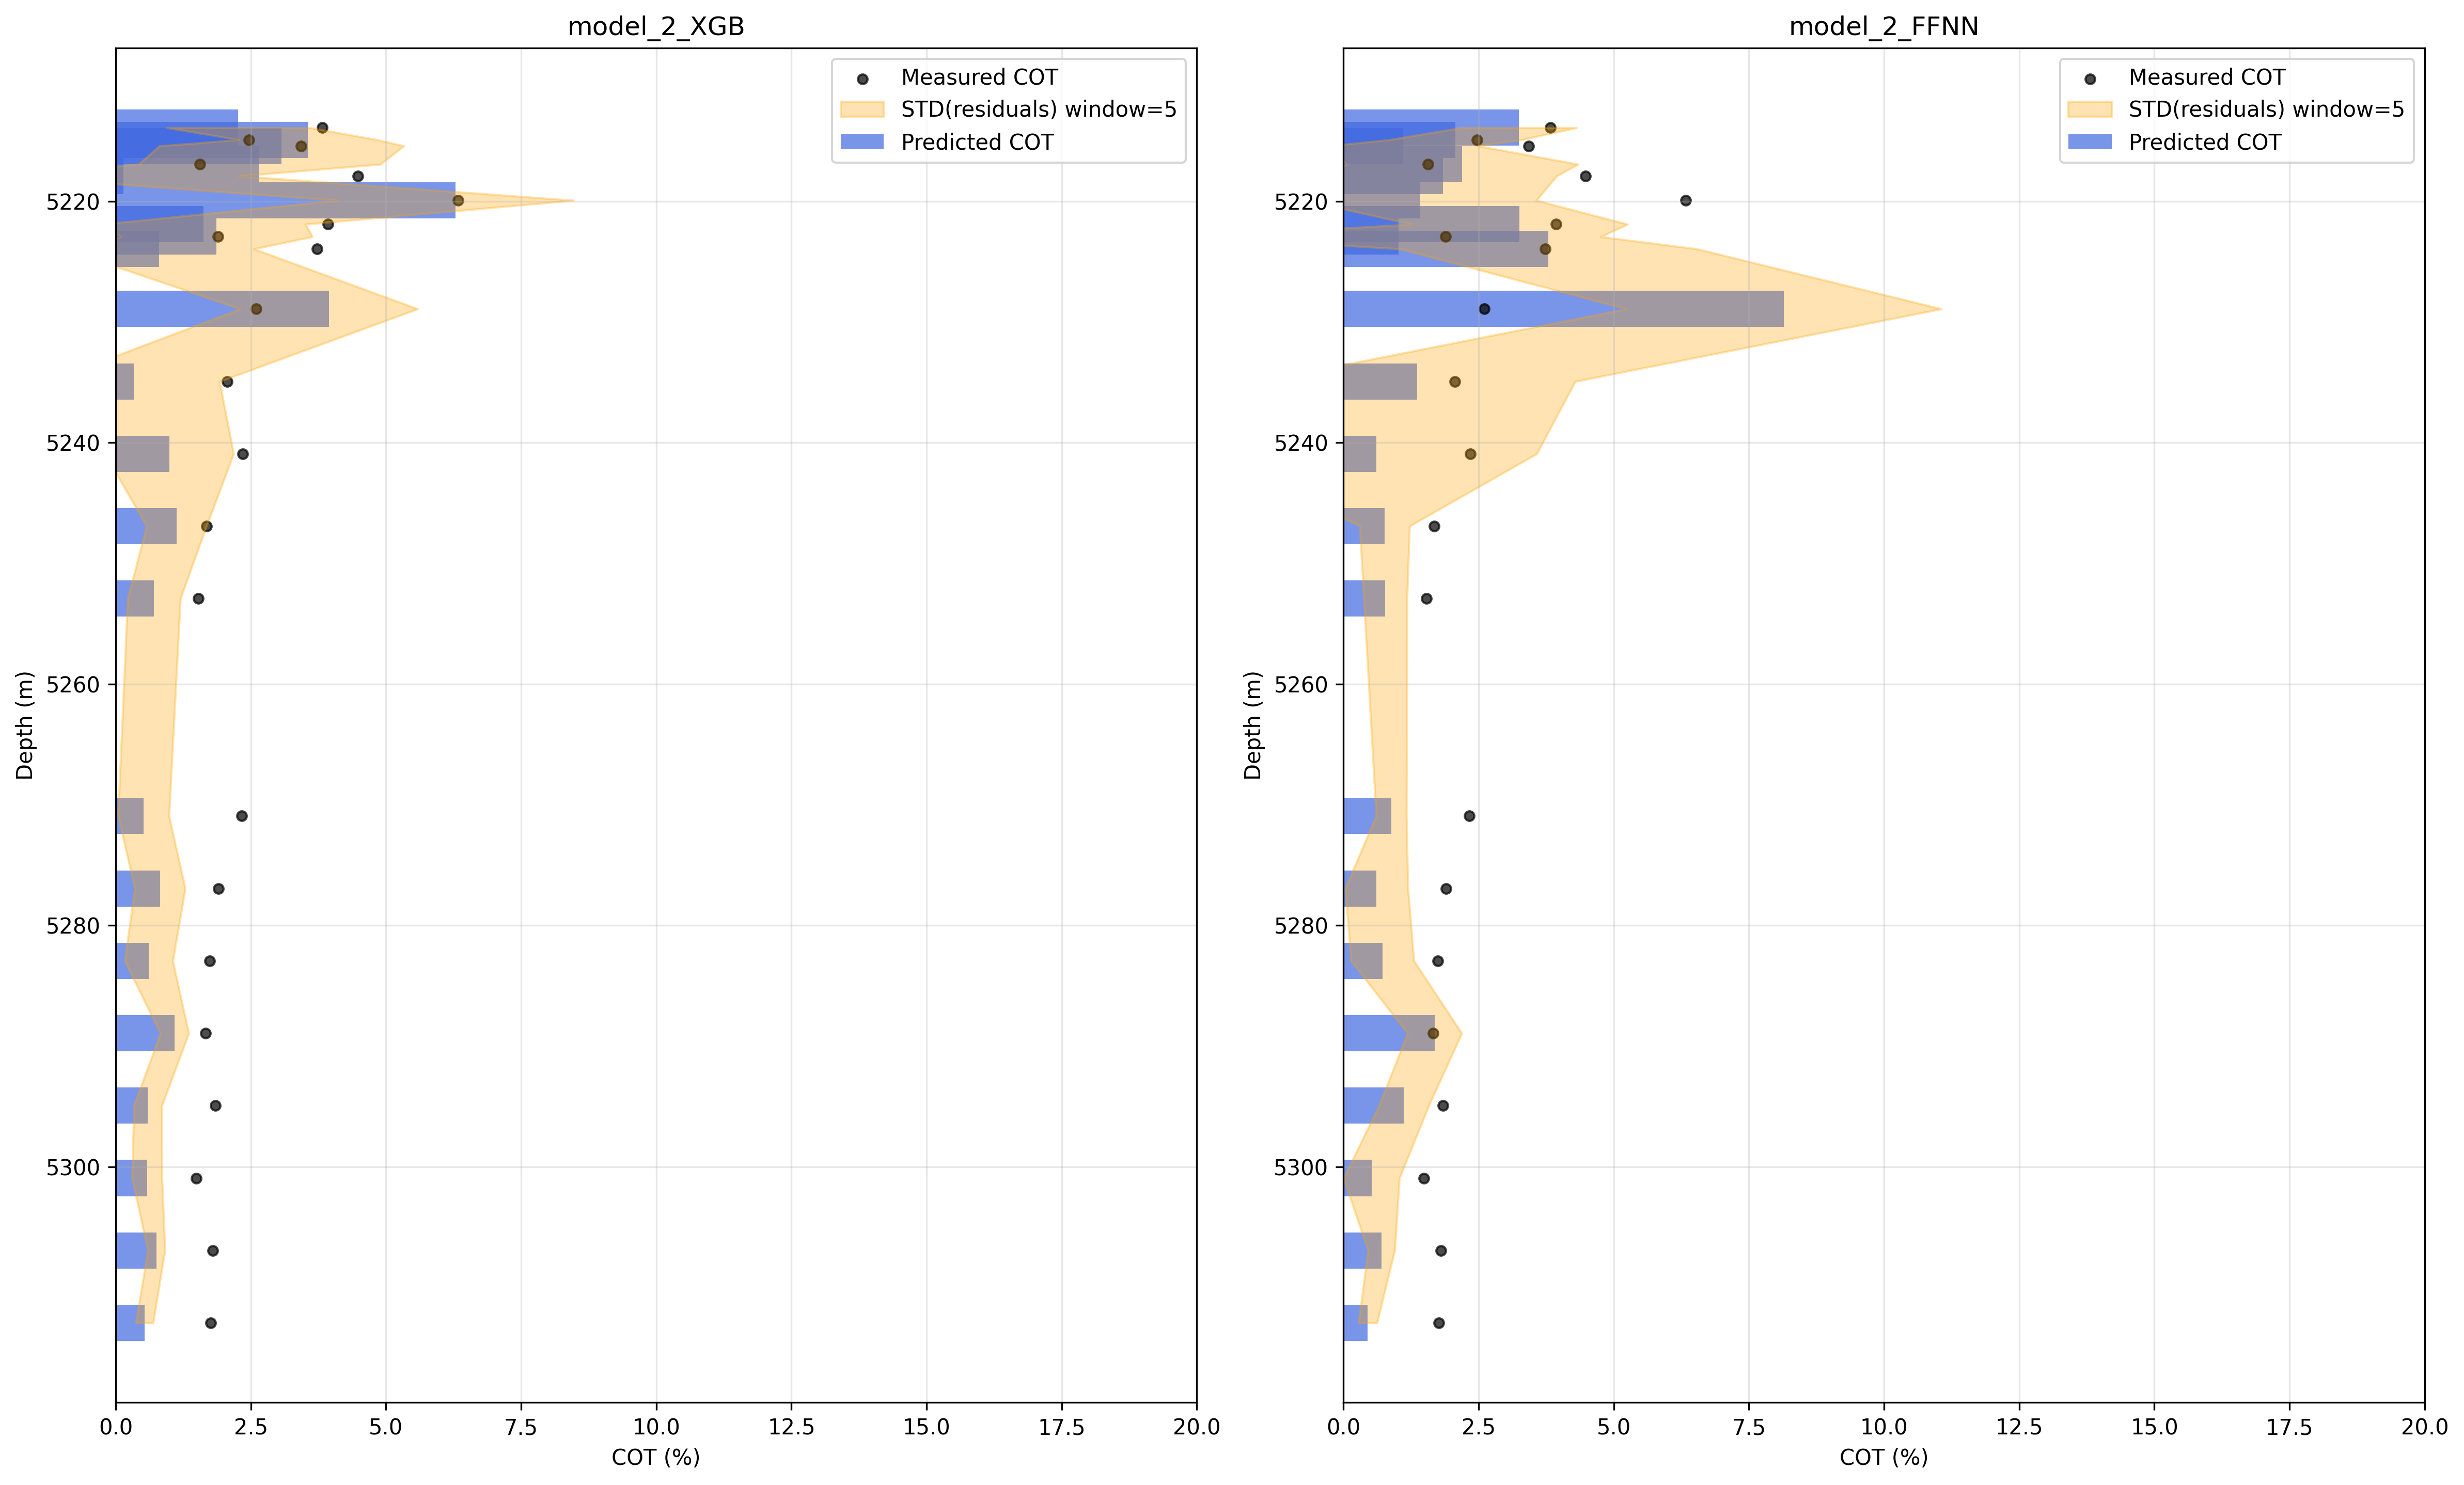 model_2_XGB
Measured COT
STD(residuals) window=5
Predicted COT
5220
5240
5260
5280
5300
Depth (m)
0.0 2.5 5.0 7.5 10.0 12.5 15.0 17.5 20.0
COT (%)
model_2_FFNN
Measured COT
STD(residuals) window=5
Predicted COT
5220
5240
5260
5280
5300
Depth (m)
0.0 2.5 5.0 7.5 10.0 12.5 15.0 17.5 20.0
COT (%)